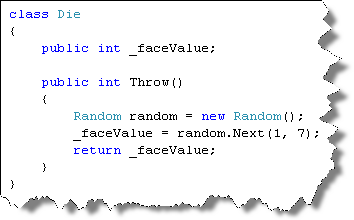 class Die
{
    public int _faceValue;

    public int Throw()
    {
        Random random = new Random();
        _faceValue = random.Next(1, 7);
        return _faceValue;
    }
}